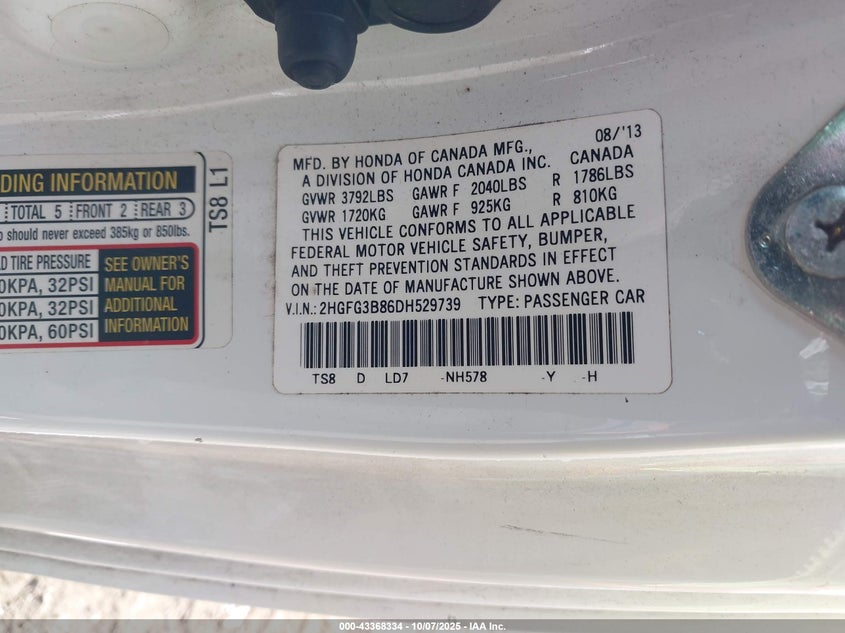 DING INFORMATION
TOTAL 5 FRONT 2 REAR 3
o should never exceed 385kg or 850lbs.
D TIRE PRESSURE
0KPA, 32PSI
0KPA, 32PSI
0KPA, 60PSI
SEE OWNER'S
MANUAL FOR
ADDITIONAL
INFORMATION
TS8 L1
08/'13
MFD. BY HONDA OF CANADA MFG.,
A DIVISION OF HONDA CANADA INC. CANADA
GVWR 3792LBS GAWR F 2040LBS R 1786LBS
GVWR 1720KG GAWR F 925KG R 810KG
THIS VEHICLE CONFORMS TO ALL APPLICABLE
FEDERAL MOTOR VEHICLE SAFETY, BUMPER,
AND THEFT PREVENTION STANDARDS IN EFFECT
ON THE DATE OF MANUFACTURE SHOWN ABOVE.
V.I.N.: 2HGFG3B86DH529739 TYPE: PASSENGER CAR
TS8 D LD7 -NH578 -Y -H
000-43368334 - 10/07/2025 - IAA Inc.